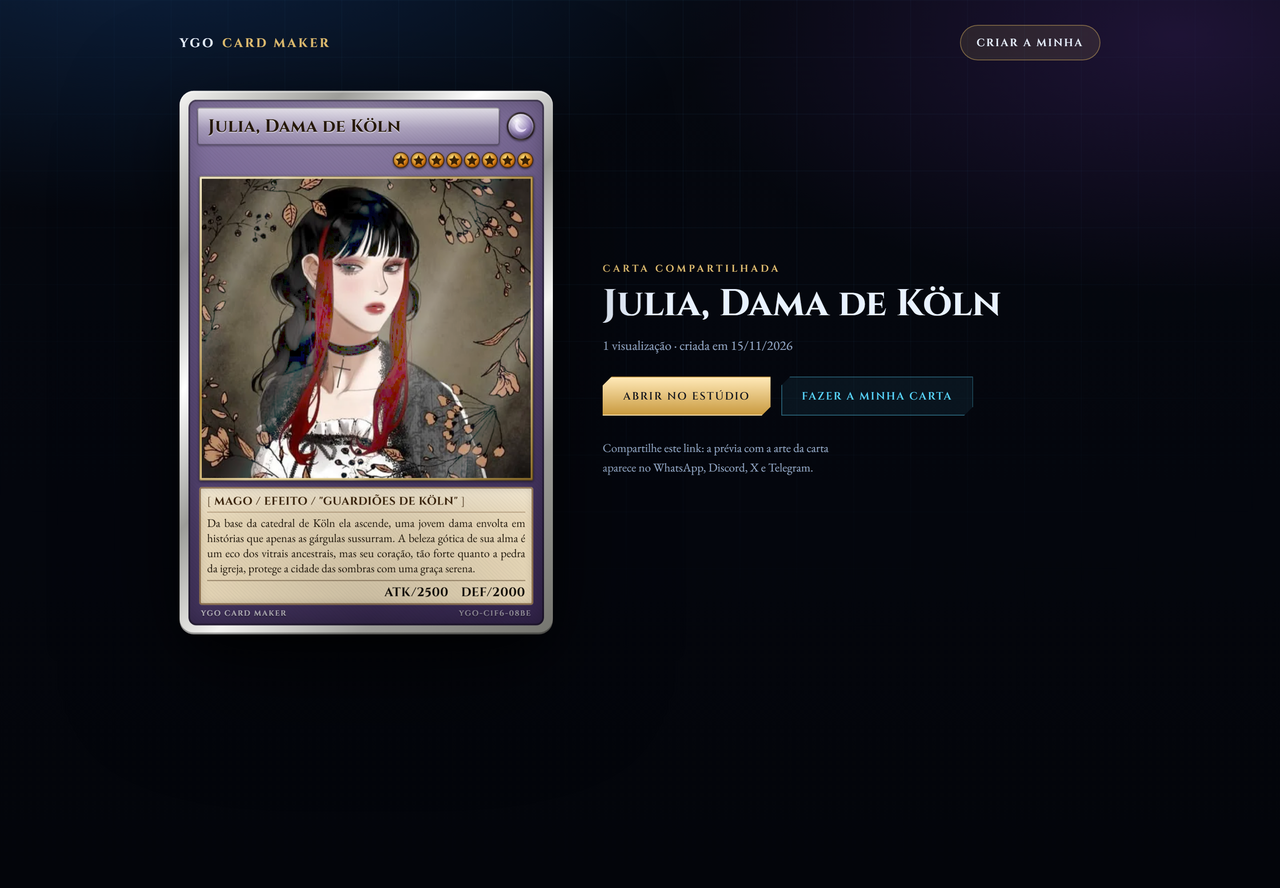 YGO CARD MAKER
CRIAR A MINHA
Julia, Dama de Köln
[ MAGO / EFEITO / "GUARDIÕES DE KÖLN" ]
Da base da catedral de Köln ela ascende, uma jovem dama envolta em
histórias que apenas as gárgulas sussurram. A beleza gótica de sua alma é
um eco dos vitrais ancestrais, mas seu coração, tão forte quanto a pedra
da igreja, protege a cidade das sombras com uma graça serena.
ATK/2500 DEF/2000
YGO CARD MAKER
YGO-C1F6-08BE
CARTA COMPARTILHADA
Julia, Dama de Köln
1 visualização · criada em 15/11/2026
ABRIR NO ESTÚDIO
FAZER A MINHA CARTA
Compartilhe este link: a prévia com a arte da carta
aparece no WhatsApp, Discord, X e Telegram.